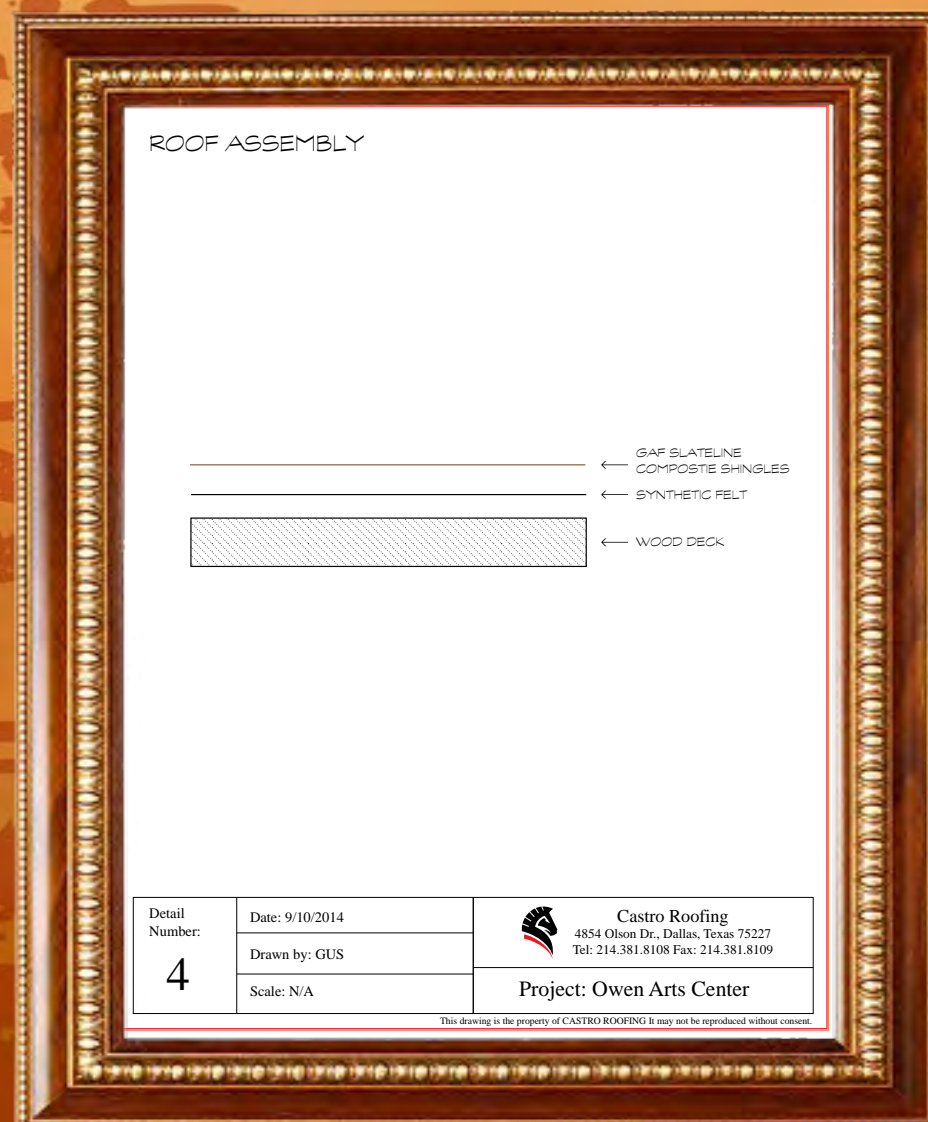 ROOF ASSEMBLY
GAF SLATELINE
COMPOSTIE SHINGLES
SYNTHETIC FELT
WOOD DECK
Detail
Number:
4
Date: 9/10/2014
Drawn by: GUS
Scale: N/A
Castro Roofing
4854 Olson Dr., Dallas, Texas 75227
Tel: 214.381.8108 Fax: 214.381.8109
Project: Owen Arts Center
This drawing is the property of CASTRO ROOFING It may not be reproduced without consent.